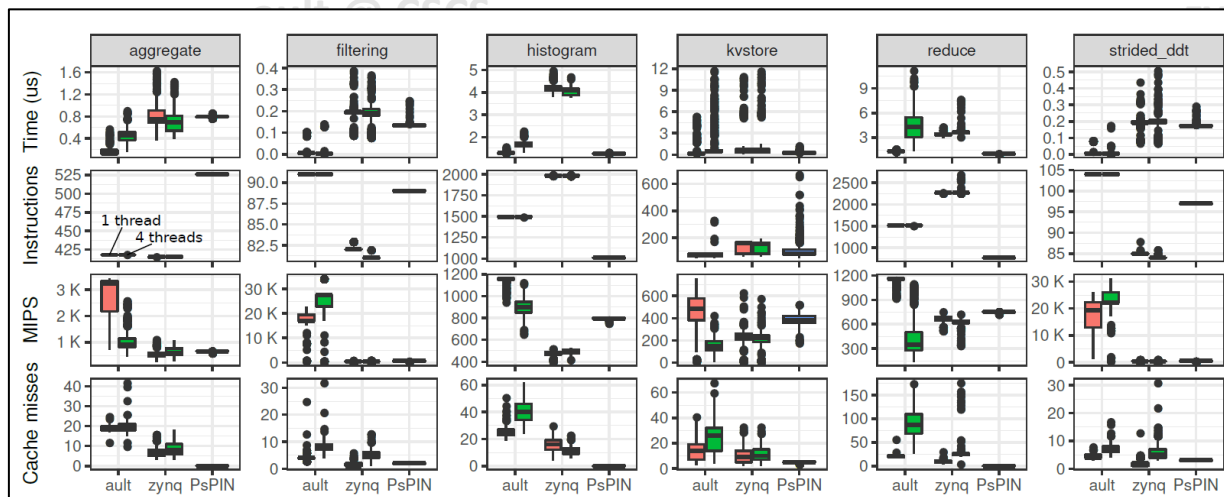 ault @ CSCS
aggregate filtering histogram kvstore reduce strided_ddt
Time (us)
1.6 1.2 0.8 0.4
0.4 0.3 0.2 0.1 0.0
5 4 3 2
12 9 6 3 0
9 6 3
0.5 0.4 0.3 0.2 0.1 0.0
Instructions
525 500 475 450 425
1 thread
4 threads
90.0 87.5 85.0 82.5
2000 1750 1500 1250 1000
600 400 200
2500 2000 1500 1000
105 100 95 90 85
MIPS
3 K 2 K 1 K 0
30 K 20 K 10 K 0
1200 1000 800 600 400
600 400 200 0
1200 900 600 300
30 K 20 K 10 K 0
Cache misses
40 30 20 10 0
30 20 10 0
60 40 20 0
60 40 20 0
150 100 50 0
30 20 10 0
ault zynq PsPIN ault zynq PsPIN ault zynq PsPIN ault zynq PsPIN ault zynq PsPIN ault zynq PsPIN